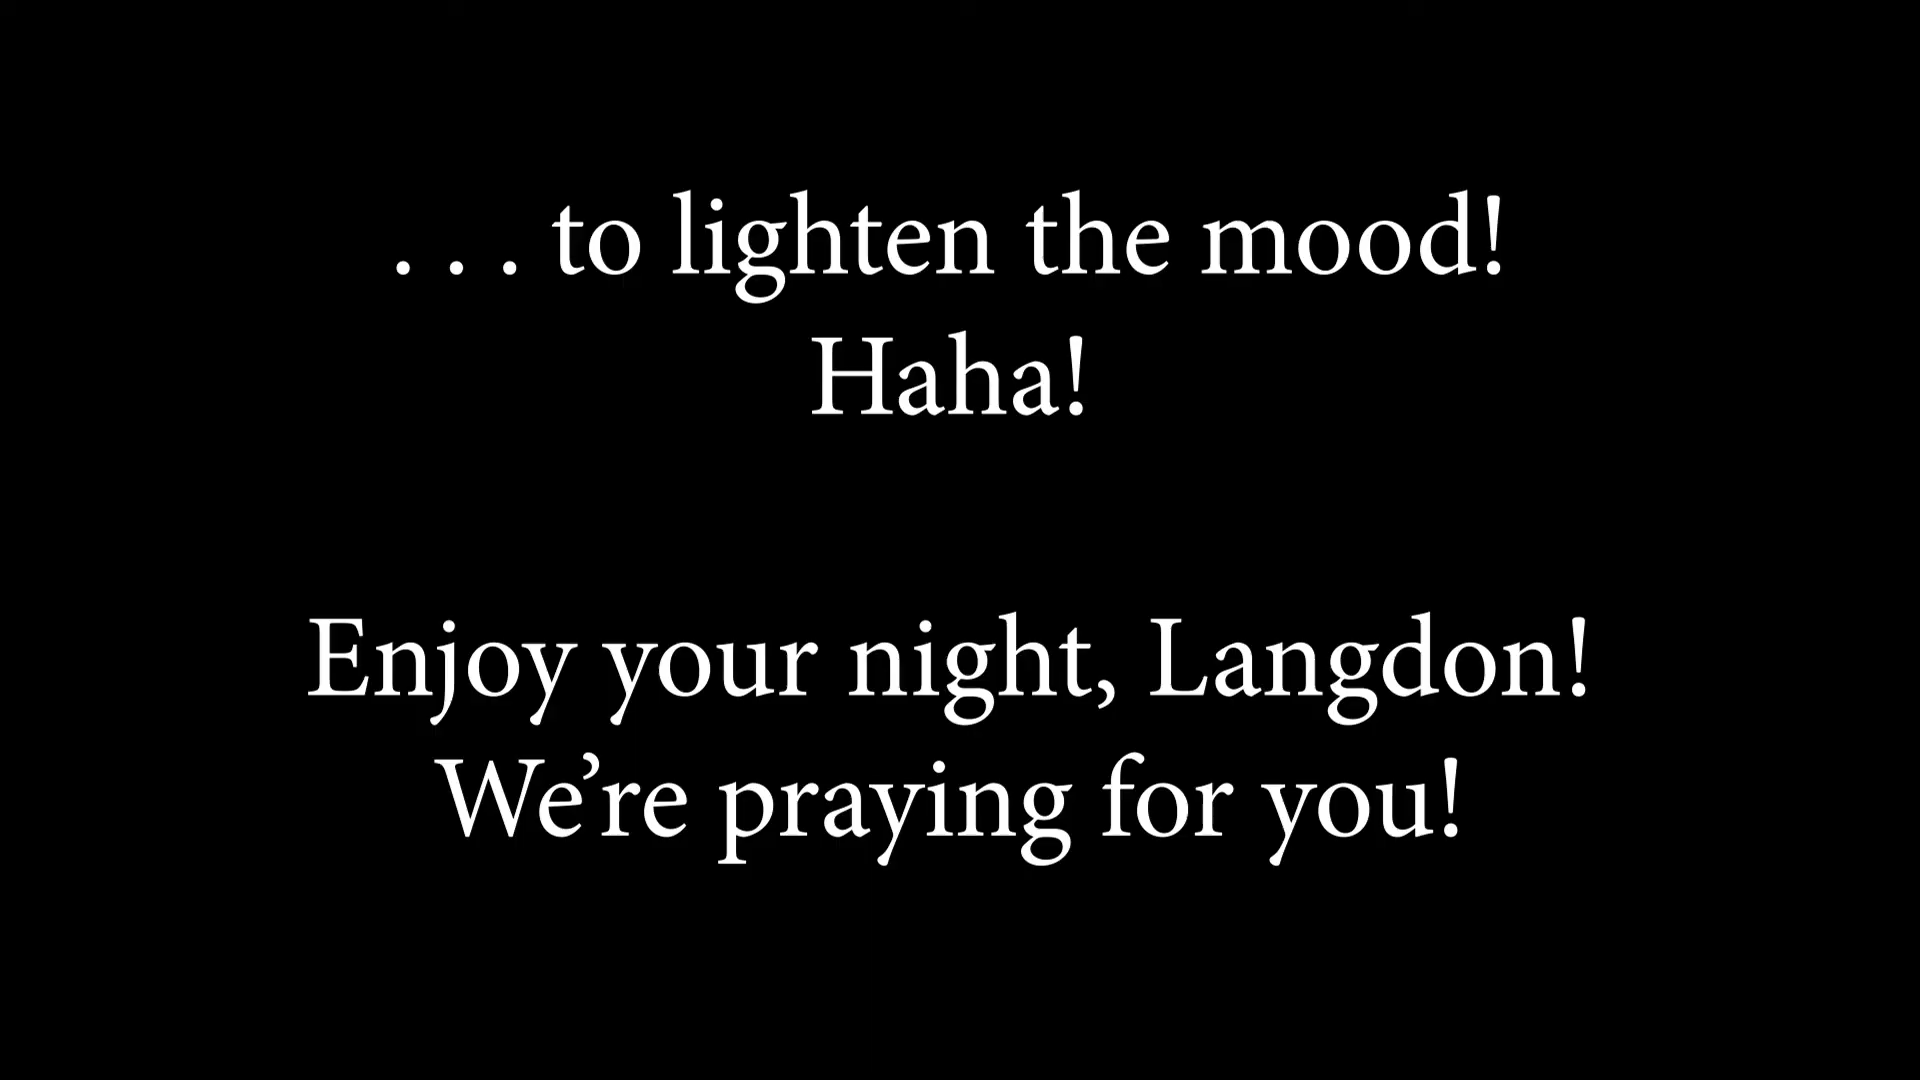 . . . to lighten the mood!
Haha!
Enjoy your night, Langdon!
We’re praying for you!